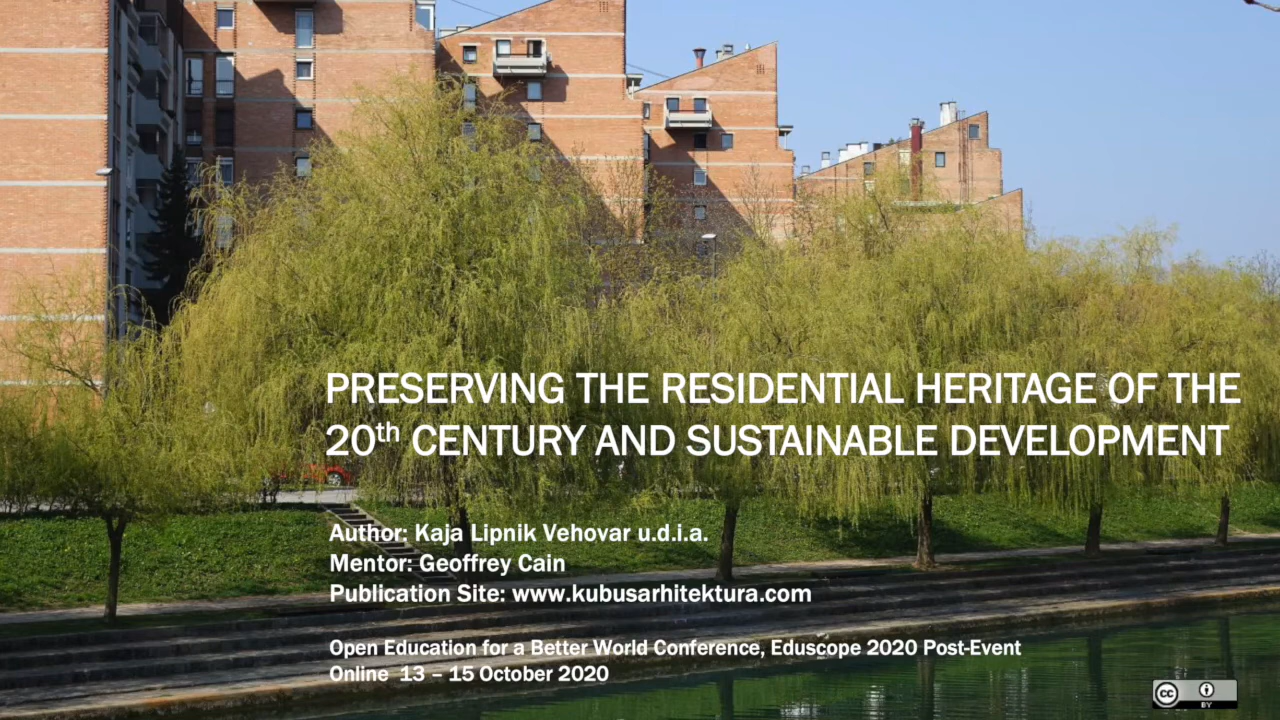 PRESERVING THE RESIDENTIAL HERITAGE OF THE
20th CENTURY AND SUSTAINABLE DEVELOPMENT
Author: Kaja Lipnik Vehovar u.d.i.a.
Mentor: Geoffrey Cain
Publication Site: www.kubusarhitektura.com
Open Education for a Better World Conference, Eduscope 2020 Post-Event
Online 13 – 15 October 2020
cc
BY